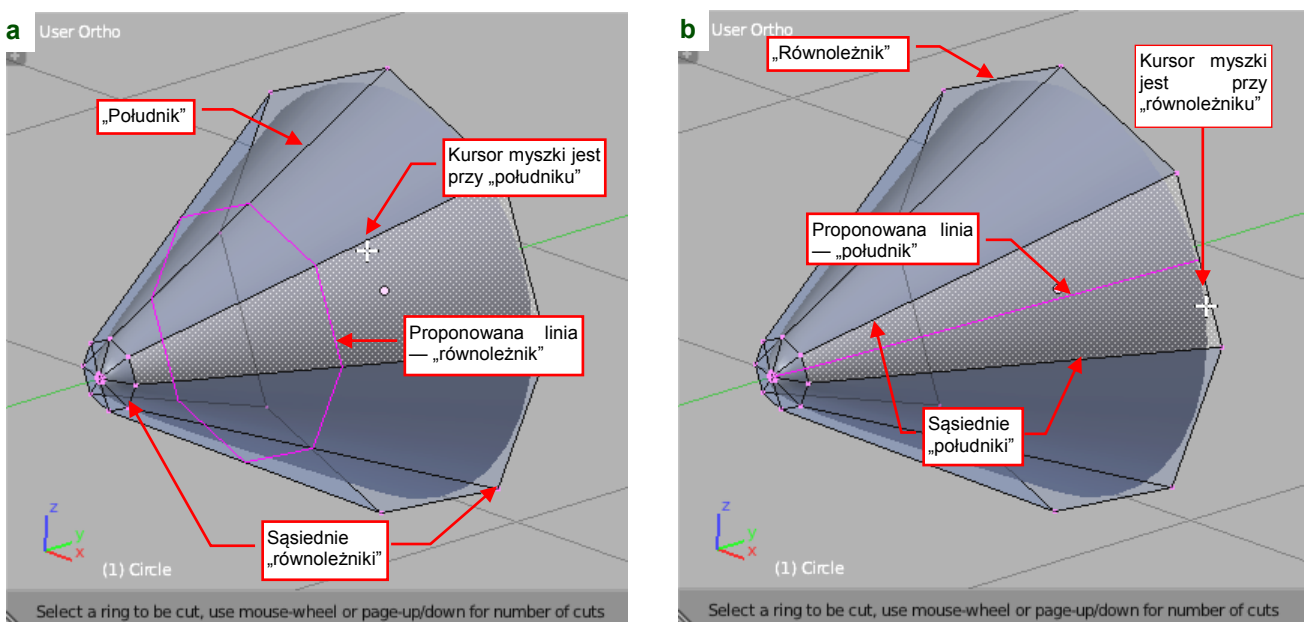 a
User Ortho
„Południk”
Kursor myszki jest
przy „południku”
Proponowana linia
— „równoleżnik”
Sąsiednie
„równoleżniki”
z
y
x
(1) Circle
Select a ring to be cut, use mouse-wheel or page-up/down for number of cuts
b
User Ortho
„Równoleżnik”
Kursor myszki
jest przy
„równoleżniku”
Proponowana linia
— „południk”
Sąsiednie
„południki”
z
y
x
(1) Circle
Select a ring to be cut, use mouse-wheel or page-up/down for number of cuts